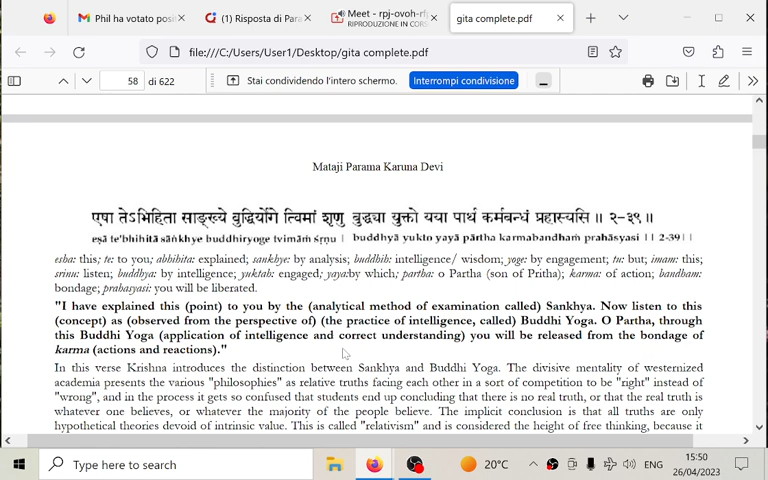 Phil ha votato posi
(1) Risposta di Para
Meet - rpj-ovoh-rf
RIPRODUZIONE IN CORS
gita complete.pdf
file:///C:/Users/User1/Desktop/gita complete.pdf
58 di 622
Stai condividendo l'intero schermo. Interrompi condivisione
Mataji Parama Karuna Devi
एषा तेऽभिहिता साङ्ख्ये बुद्धिर्योगे त्विमां शृणु बुद्ध्या युक्तो यया पार्थ कर्मबन्धं प्रहास्यसि ॥ २-३९ ॥
eṣā te'bhihitā sāṅkhye buddhiryoge tvimāṁ śṛṇu | buddhyā yukto yayā pārtha karmabandhaṁ prahāsyasi || 2-39||
esha: this; te: to you; abhihita: explained; sankhye: by analysis; buddhih: intelligence/ wisdom; yoge: by engagement; tu: but; imam: this;
srinu: listen; buddhya: by intelligence; yuktah: engaged; yaya:by which; partha: o Partha (son of Pritha); karma: of action; bandham:
bondage; prahasyasi: you will be liberated.
"I have explained this (point) to you by the (analytical method of examination called) Sankhya. Now listen to this
(concept) as (observed from the perspective of) (the practice of intelligence, called) Buddhi Yoga. O Partha, through
this Buddhi Yoga (application of intelligence and correct understanding) you will be released from the bondage of
karma (actions and reactions)."
In this verse Krishna introduces the distinction between Sankhya and Buddhi Yoga. The divisive mentality of westernized
academia presents the various "philosophies" as relative truths facing each other in a sort of competition to be "right" instead of
"wrong", and in the process it gets so confused that students end up concluding that there is no real truth, or that the real truth is
whatever one believes, or whatever the majority of the people believe. The implicit conclusion is that all truths are only
hypothetical theories devoid of intrinsic value. This is called "relativism" and is considered the height of free thinking, because it
Type here to search
20°C
ENG
15:50
26/04/2023